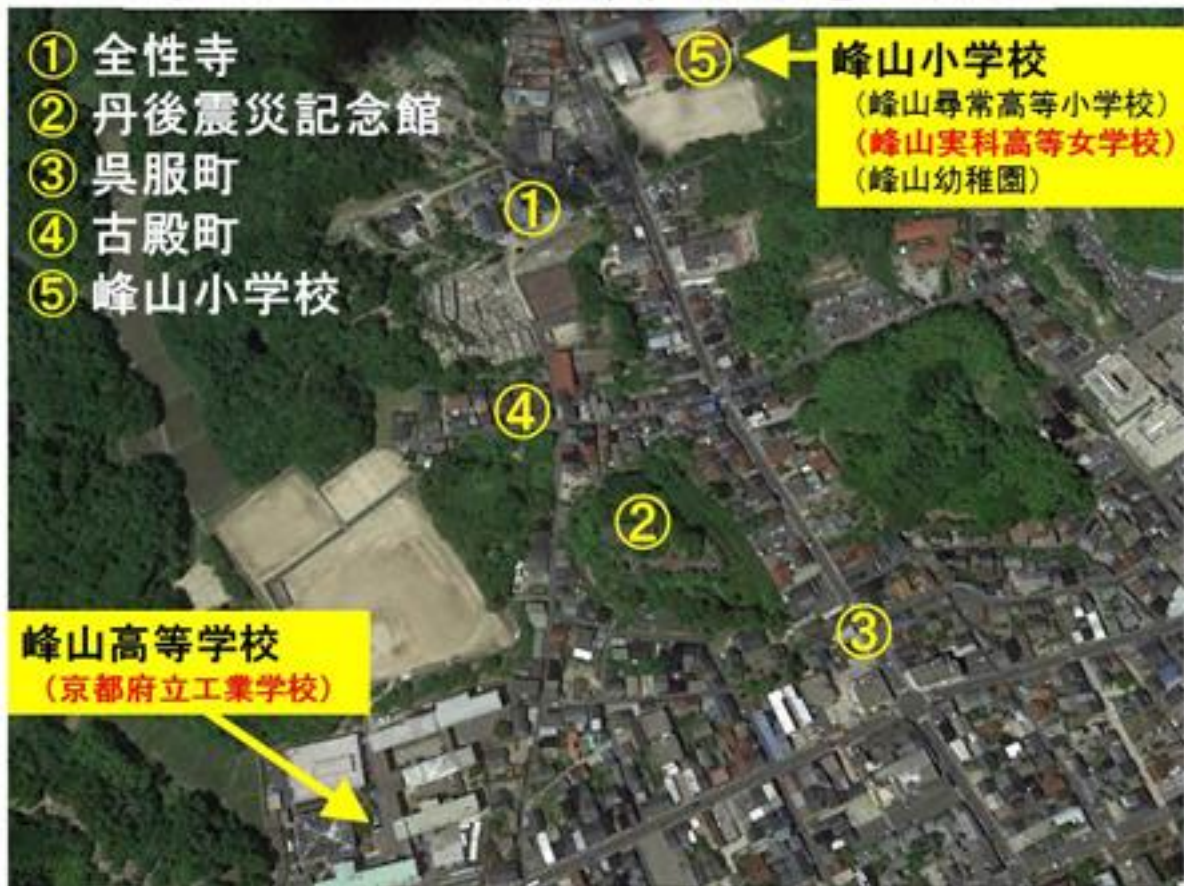 ① 全性寺
② 丹後震災記念館
③ 呉服町
④ 古殿町
⑤ 峰山小学校
⑤
峰山小学校
(峰山尋常高等小学校)
(峰山実科高等女学校)
(峰山幼稚園)
①
④
②
③
峰山高等学校
(京都府立工業学校)